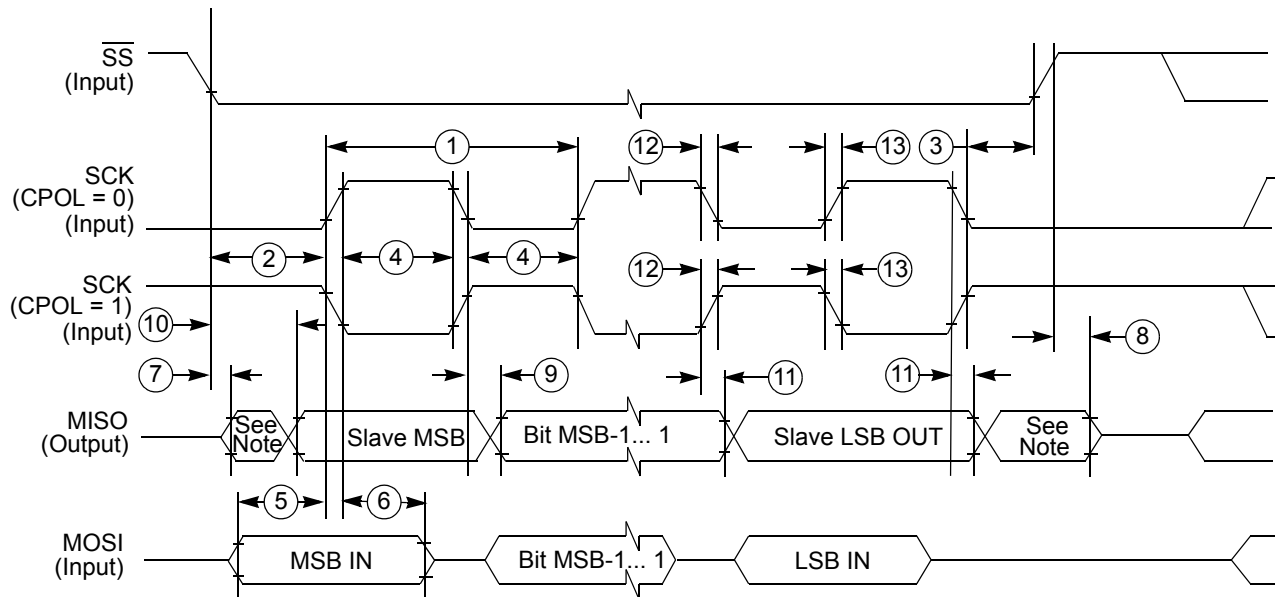 SS
(Input)
1
12
13
3
SCK
(CPOL = 0)
(Input)
2
4
4
12
13
SCK
(CPOL = 1)
(Input)
10
8
7
9
11
11
MISO
(Output)
See
Note
Slave MSB
Bit MSB-1... 1
Slave LSB OUT
See
Note
5
6
MOSI
(Input)
MSB IN
Bit MSB-1... 1
LSB IN